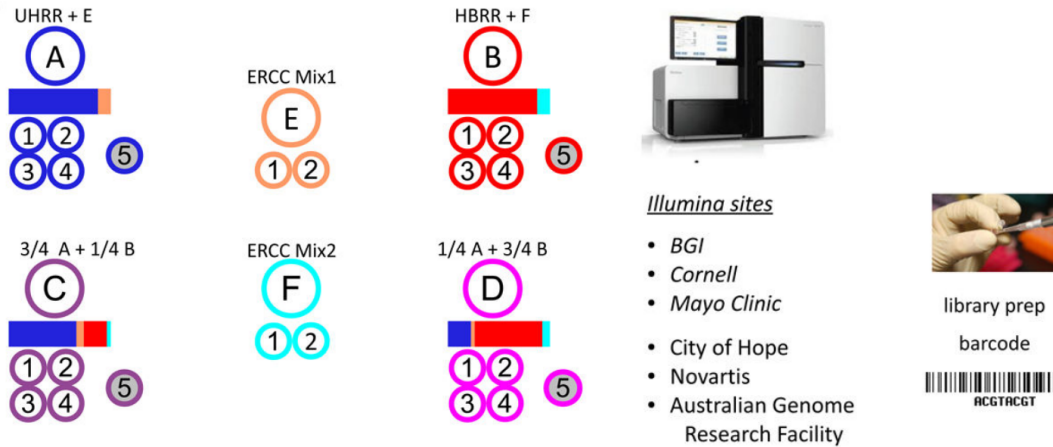 UHRR + E
A
1 2
3 4
5
ERCC Mix1
E
1 2
HBRR + F
B
1 2
3 4
5
3/4 A + 1/4 B
C
1 2
3 4
5
ERCC Mix2
F
1 2
1/4 A + 3/4 B
D
1 2
3 4
5
Illumina sites
• BGI
• Cornell
• Mayo Clinic
• City of Hope
• Novartis
• Australian Genome
Research Facility
library prep
barcode
ACGTACGT